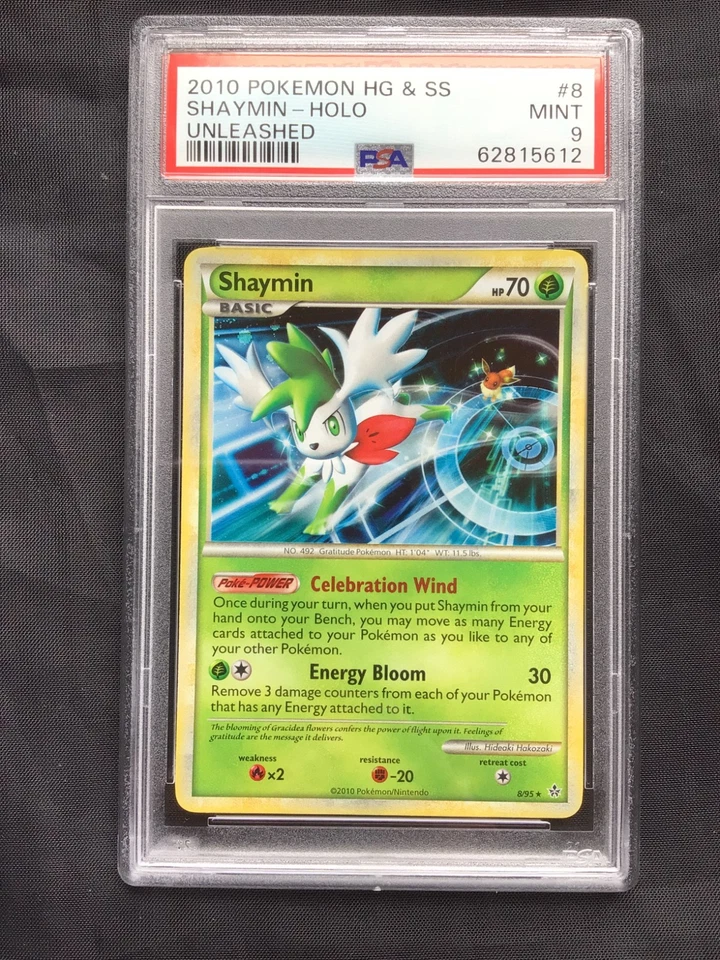 2010 POKEMON HG & SS #8
SHAYMIN - HOLO MINT
UNLEASHED 9
PSA 62815612
Shaymin HP 70
BASIC
NO. 492 Gratitude Pokémon HT: 1'04" WT: 11.5 lbs.
Poké-POWER Celebration Wind
Once during your turn, when you put Shaymin from your
hand onto your Bench, you may move as many Energy
cards attached to your Pokémon as you like to any of
your other Pokémon.
Energy Bloom 30
Remove 3 damage counters from each of your Pokémon
that has any Energy attached to it.
The blooming of Gracidea flowers confers the power of flight upon it. Feelings of
gratitude are the message it delivers.
Illus. Hideaki Hakozaki
weakness resistance retreat cost
×2 -20
©2010 Pokémon/Nintendo 8/95 ★